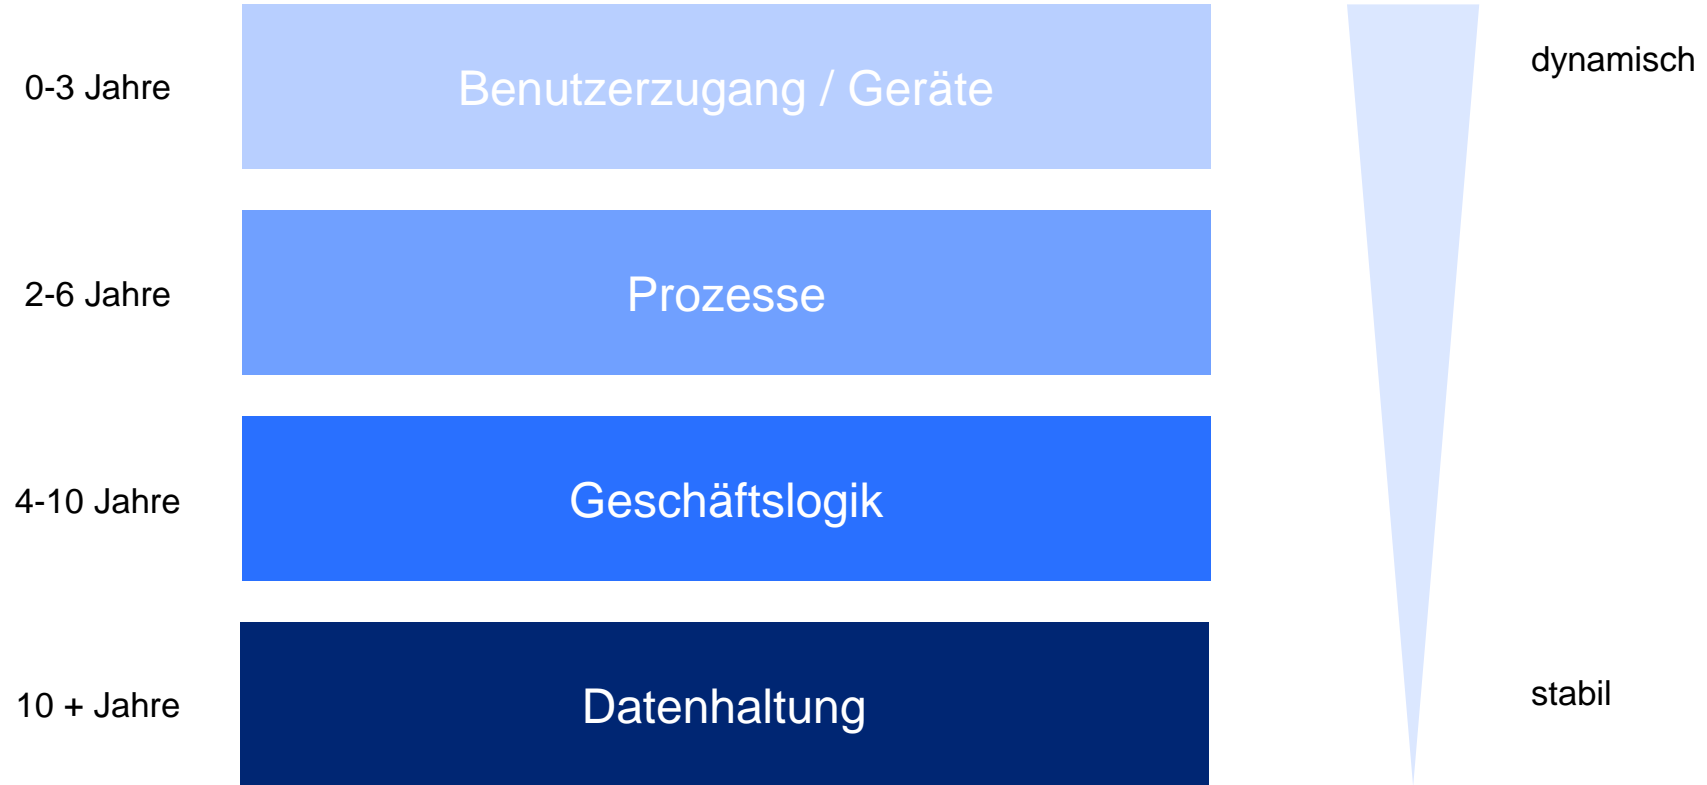 0-3 Jahre
Benutzerzugang / Geräte
dynamisch
2-6 Jahre
Prozesse
4-10 Jahre
Geschäftslogik
10 + Jahre
Datenhaltung
stabil